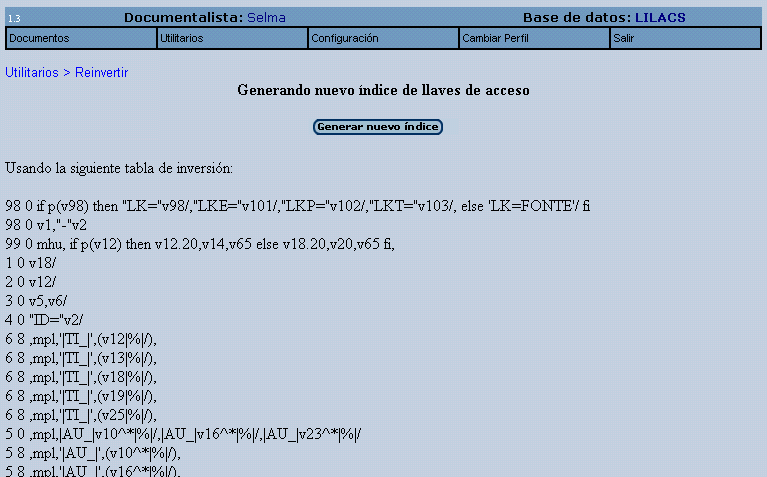 1.3 Documentalista: Selma Base de datos: LILACS
Documentos Utilitarios Configuración Cambiar Perfil Salir
Utilitarios > Reinvertir
Generando nuevo índice de llaves de acceso
Generar nuevo índice
Usando la siguiente tabla de inversión:
98 0 if p(v98) then "LK="v98/,"LKE="v101/,"LKP="v102/,"LKT="v103/, else 'LK=FONTE'/ fi
98 0 v1,"-"v2
99 0 mhu, if p(v12) then v12.20,v14,v65 else v18.20,v20,v65 fi,
1 0 v18/
2 0 v12/
3 0 v5,v6/
4 0 "ID="v2/
6 8 ,mpl,'|TI_|',(v12|%|/),
6 8 ,mpl,'|TI_|',(v13|%|/),
6 8 ,mpl,'|TI_|',(v18|%|/),
6 8 ,mpl,'|TI_|',(v19|%|/),
6 8 ,mpl,'|TI_|',(v25|%|/),
5 0 ,mpl,|AU_|v10^*|%|/,|AU_|v16^*|%|/,|AU_|v23^*|%|/
5 8 ,mpl,'|AU_|',(v10^*|%|/),
5 8 ,mpl,'|AU_|',(v16^*|%|/),